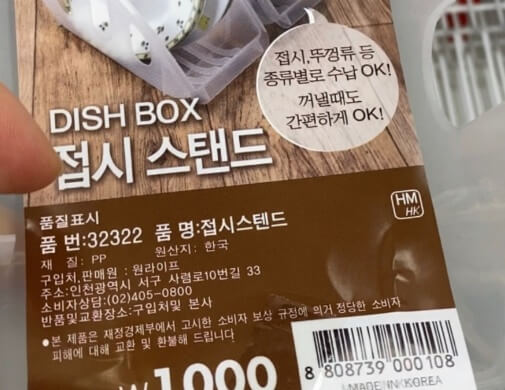 접시,뚜껑류 등
종류별로 수납 OK!
꺼낼때도
간편하게 OK!
DISH BOX
접시 스탠드
HM
HK
품질표시
품 번:32322 품 명:접시스텐드
재 질: PP 원산지: 한국
구입처,판매원 : 원라이프
주소:인천광역시 서구 사렴로10번길 33
소비자상담:(02)405-0800
반품및교환장소:구입처및 본사
●본 제품은 재정경제부에서 고시한 소비자 보상 규정에 의거 정당한 소비자
피해에 대해 교환 및 환불해 드립니다
₩1000
8 808739 000108
MADE IN KOREA